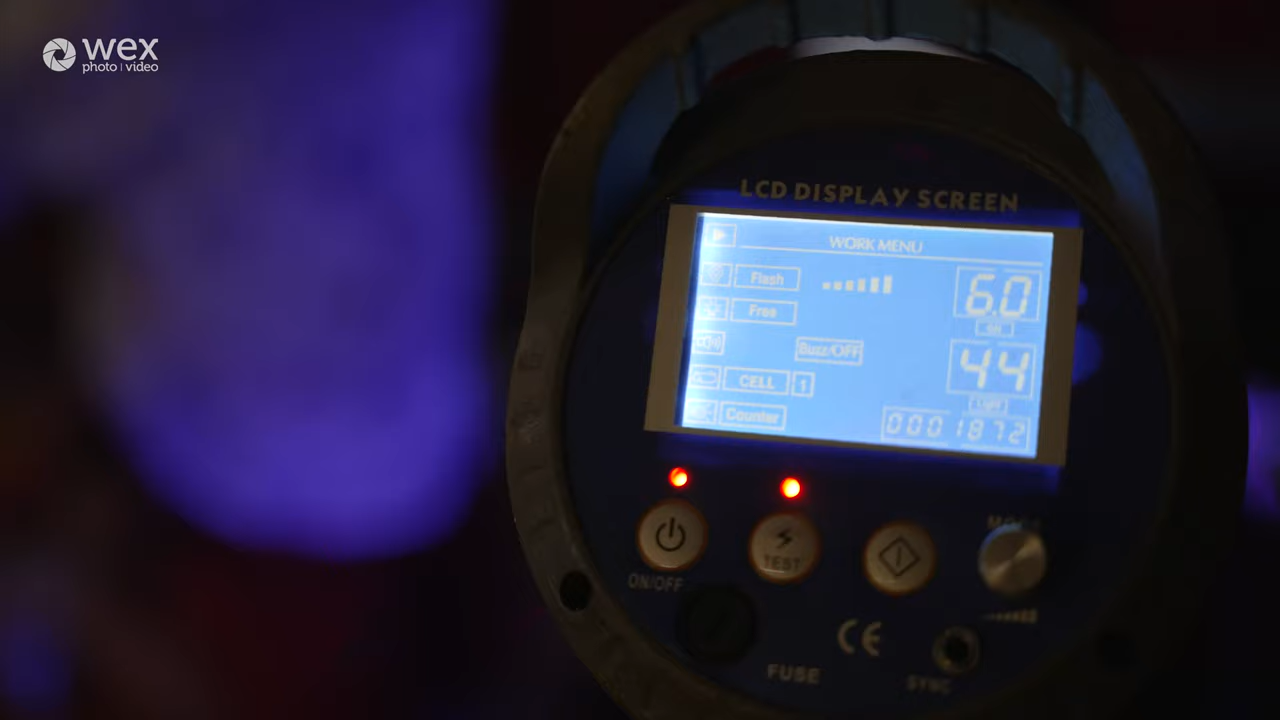 wex
photo | video
LCD DISPLAY SCREEN
WORK MENU
Flash
6.0
Free
Buzz/OFF
44
CELL 1
Counter
0001872
TEST
ON/OFF
CE
FUSE
SYNC